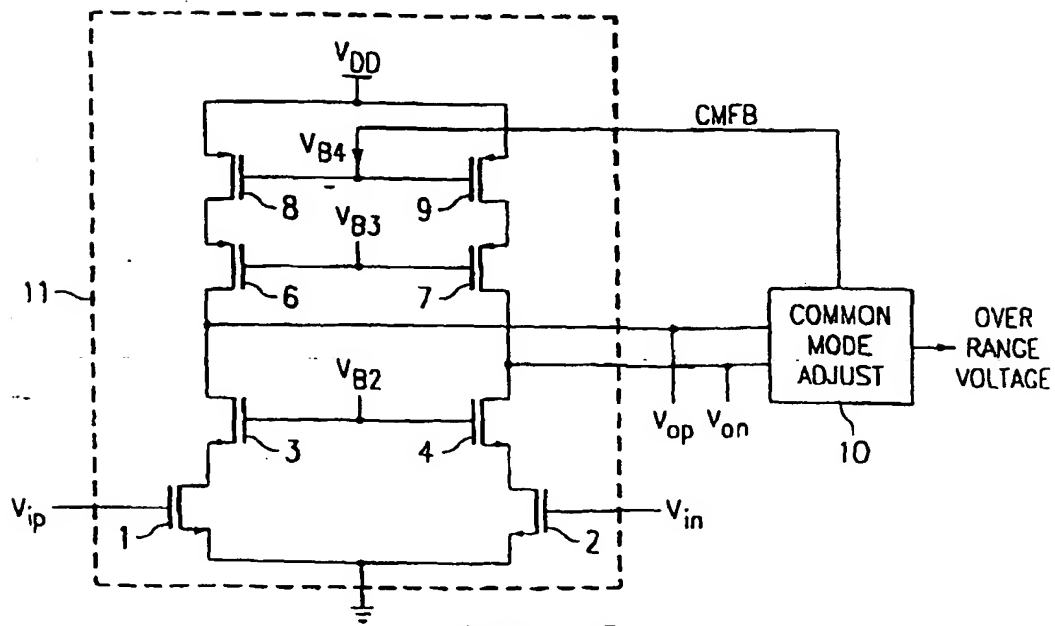 V_DD
CMFB
V_B4
8
9
V_B3
11
6
7
COMMON
MODE
ADJUST
OVER
RANGE
VOLTAGE
V_B2
V_op
V_on
10
3
4
V_ip
V_in
1
2